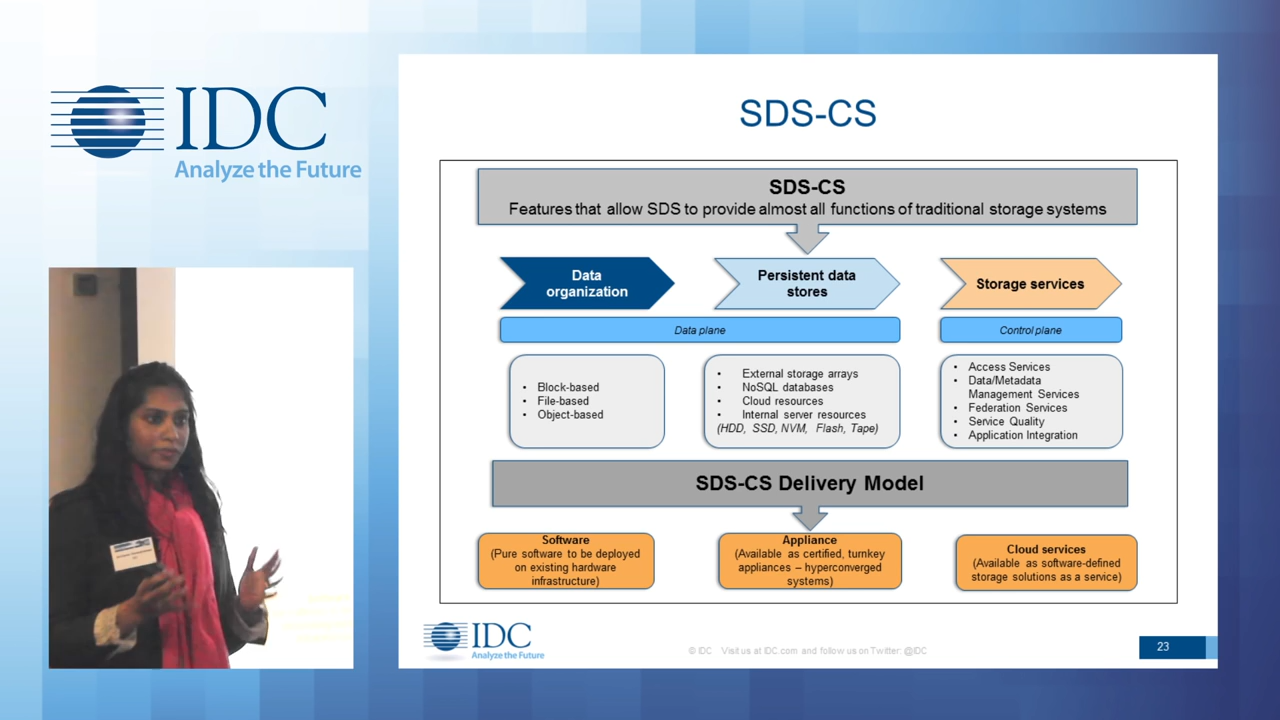 IDC
Analyze the Future
SDS-CS
SDS-CS
Features that allow SDS to provide almost all functions of traditional storage systems
Data
organization
Persistent data
stores
Storage services
Data plane
Control plane
• Block-based
• File-based
• Object-based
• External storage arrays
• NoSQL databases
• Cloud resources
• Internal server resources
(HDD, SSD, NVM, Flash, Tape)
• Access Services
• Data/Metadata
Management Services
• Federation Services
• Service Quality
• Application Integration
SDS-CS Delivery Model
Software
(Pure software to be deployed
on existing hardware
infrastructure)
Appliance
(Available as certified, turnkey
appliances – hyperconverged
systems)
Cloud services
(Available as software-defined
storage solutions as a service)
IDC
Analyze the Future
© IDC Visit us at IDC.com and follow us on Twitter: @IDC
23